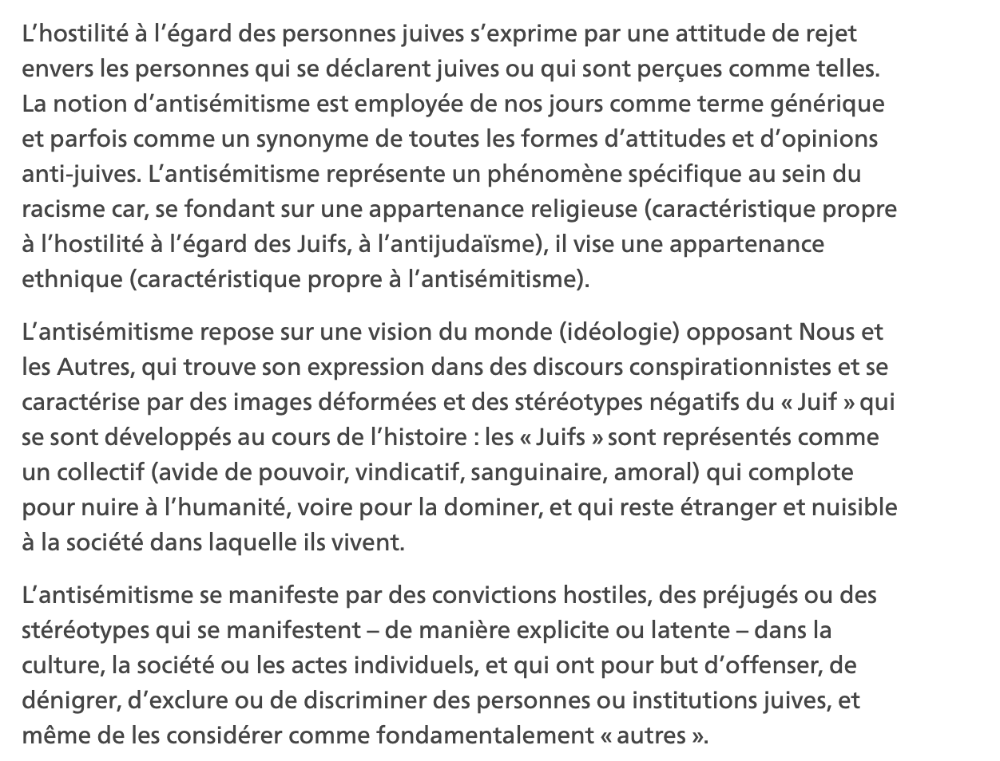 L’hostilité à l’égard des personnes juives s’exprime par une attitude de rejet
envers les personnes qui se déclarent juives ou qui sont perçues comme telles.
La notion d’antisémitisme est employée de nos jours comme terme générique
et parfois comme un synonyme de toutes les formes d’attitudes et d’opinions
anti-juives. L’antisémitisme représente un phénomène spécifique au sein du
racisme car, se fondant sur une appartenance religieuse (caractéristique propre
à l’hostilité à l’égard des Juifs, à l’antijudaïsme), il vise une appartenance
ethnique (caractéristique propre à l’antisémitisme).
L’antisémitisme repose sur une vision du monde (idéologie) opposant Nous et
les Autres, qui trouve son expression dans des discours conspirationnistes et se
caractérise par des images déformées et des stéréotypes négatifs du « Juif » qui
se sont développés au cours de l’histoire : les « Juifs » sont représentés comme
un collectif (avide de pouvoir, vindicatif, sanguinaire, amoral) qui complote
pour nuire à l’humanité, voire pour la dominer, et qui reste étranger et nuisible
à la société dans laquelle ils vivent.
L’antisémitisme se manifeste par des convictions hostiles, des préjugés ou des
stéréotypes qui se manifestent – de manière explicite ou latente – dans la
culture, la société ou les actes individuels, et qui ont pour but d’offenser, de
dénigrer, d’exclure ou de discriminer des personnes ou institutions juives, et
même de les considérer comme fondamentalement « autres ».